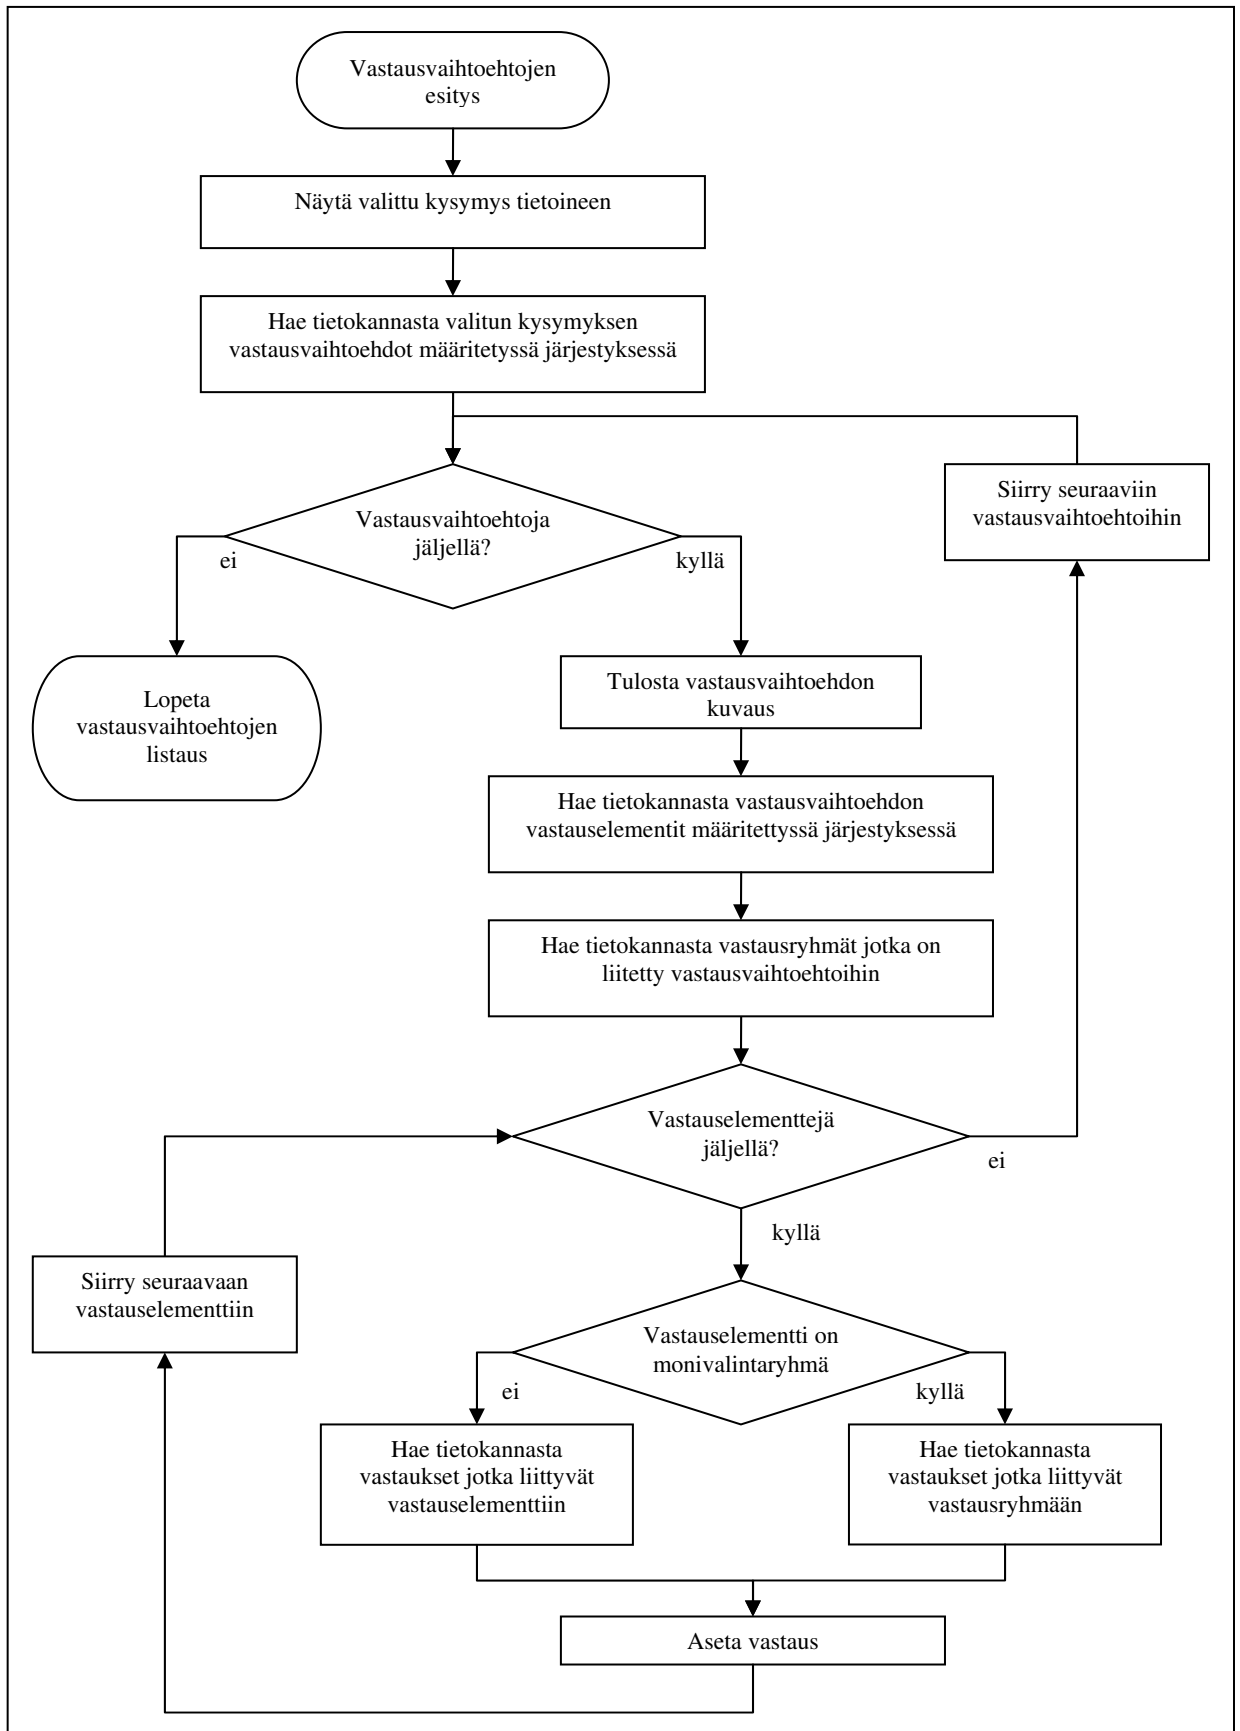 Vastausvaihtoehtojen
esitys
Näytä valittu kysymys tietoineen
Hae tietokannasta valitun kysymyksen
vastausvaihtoehdot määritetyssä järjestyksessä
Siirry seuraaviin
vastausvaihtoehtoihin
Vastausvaihtoehtoja
jäljellä?
ei
kyllä
Lopeta
vastausvaihtoehtojen
listaus
Tulosta vastausvaihtoehdon
kuvaus
Hae tietokannasta vastausvaihtoehdon
vastauselementit määritettyssä järjestyksessä
Hae tietokannasta vastausryhmät jotka on
liitetty vastausvaihtoehtoihin
Vastauselementtejä
jäljellä?
ei
kyllä
Siirry seuraavaan
vastauselementtiin
Vastauselementti on
monivalintaryhmä
ei
kyllä
Hae tietokannasta
vastaukset jotka liittyvät
vastauselementtiin
Hae tietokannasta
vastaukset jotka liittyvät
vastausryhmään
Aseta vastaus